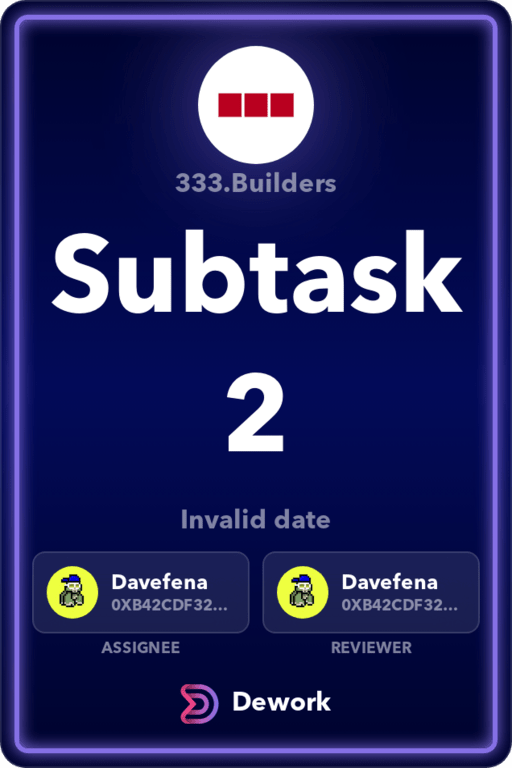 333.Builders
Subtask
2
Invalid date
Davefena
0XB42CDF32...
Davefena
0XB42CDF32...
ASSIGNEE
REVIEWER
Dework